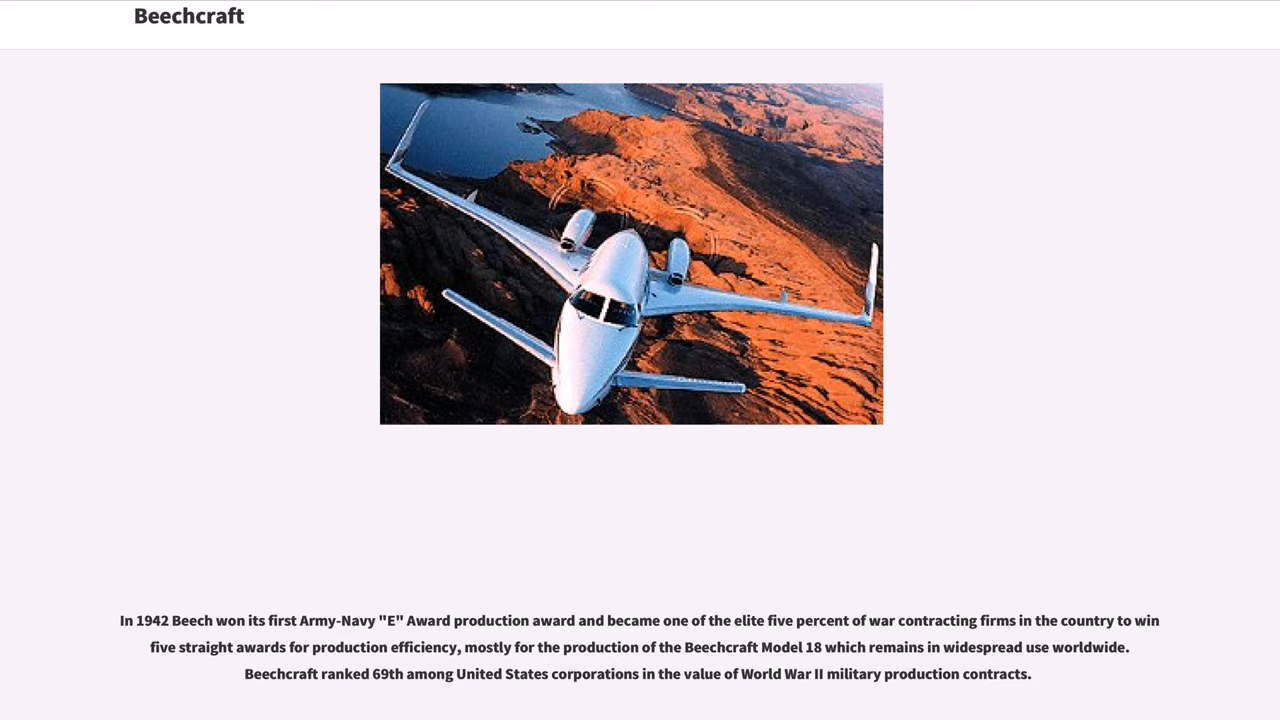 Beechcraft
In 1942 Beech won its first Army-Navy "E" Award production award and became one of the elite five percent of war contracting firms in the country to win
five straight awards for production efficiency, mostly for the production of the Beechcraft Model 18 which remains in widespread use worldwide.
Beechcraft ranked 69th among United States corporations in the value of World War II military production contracts.